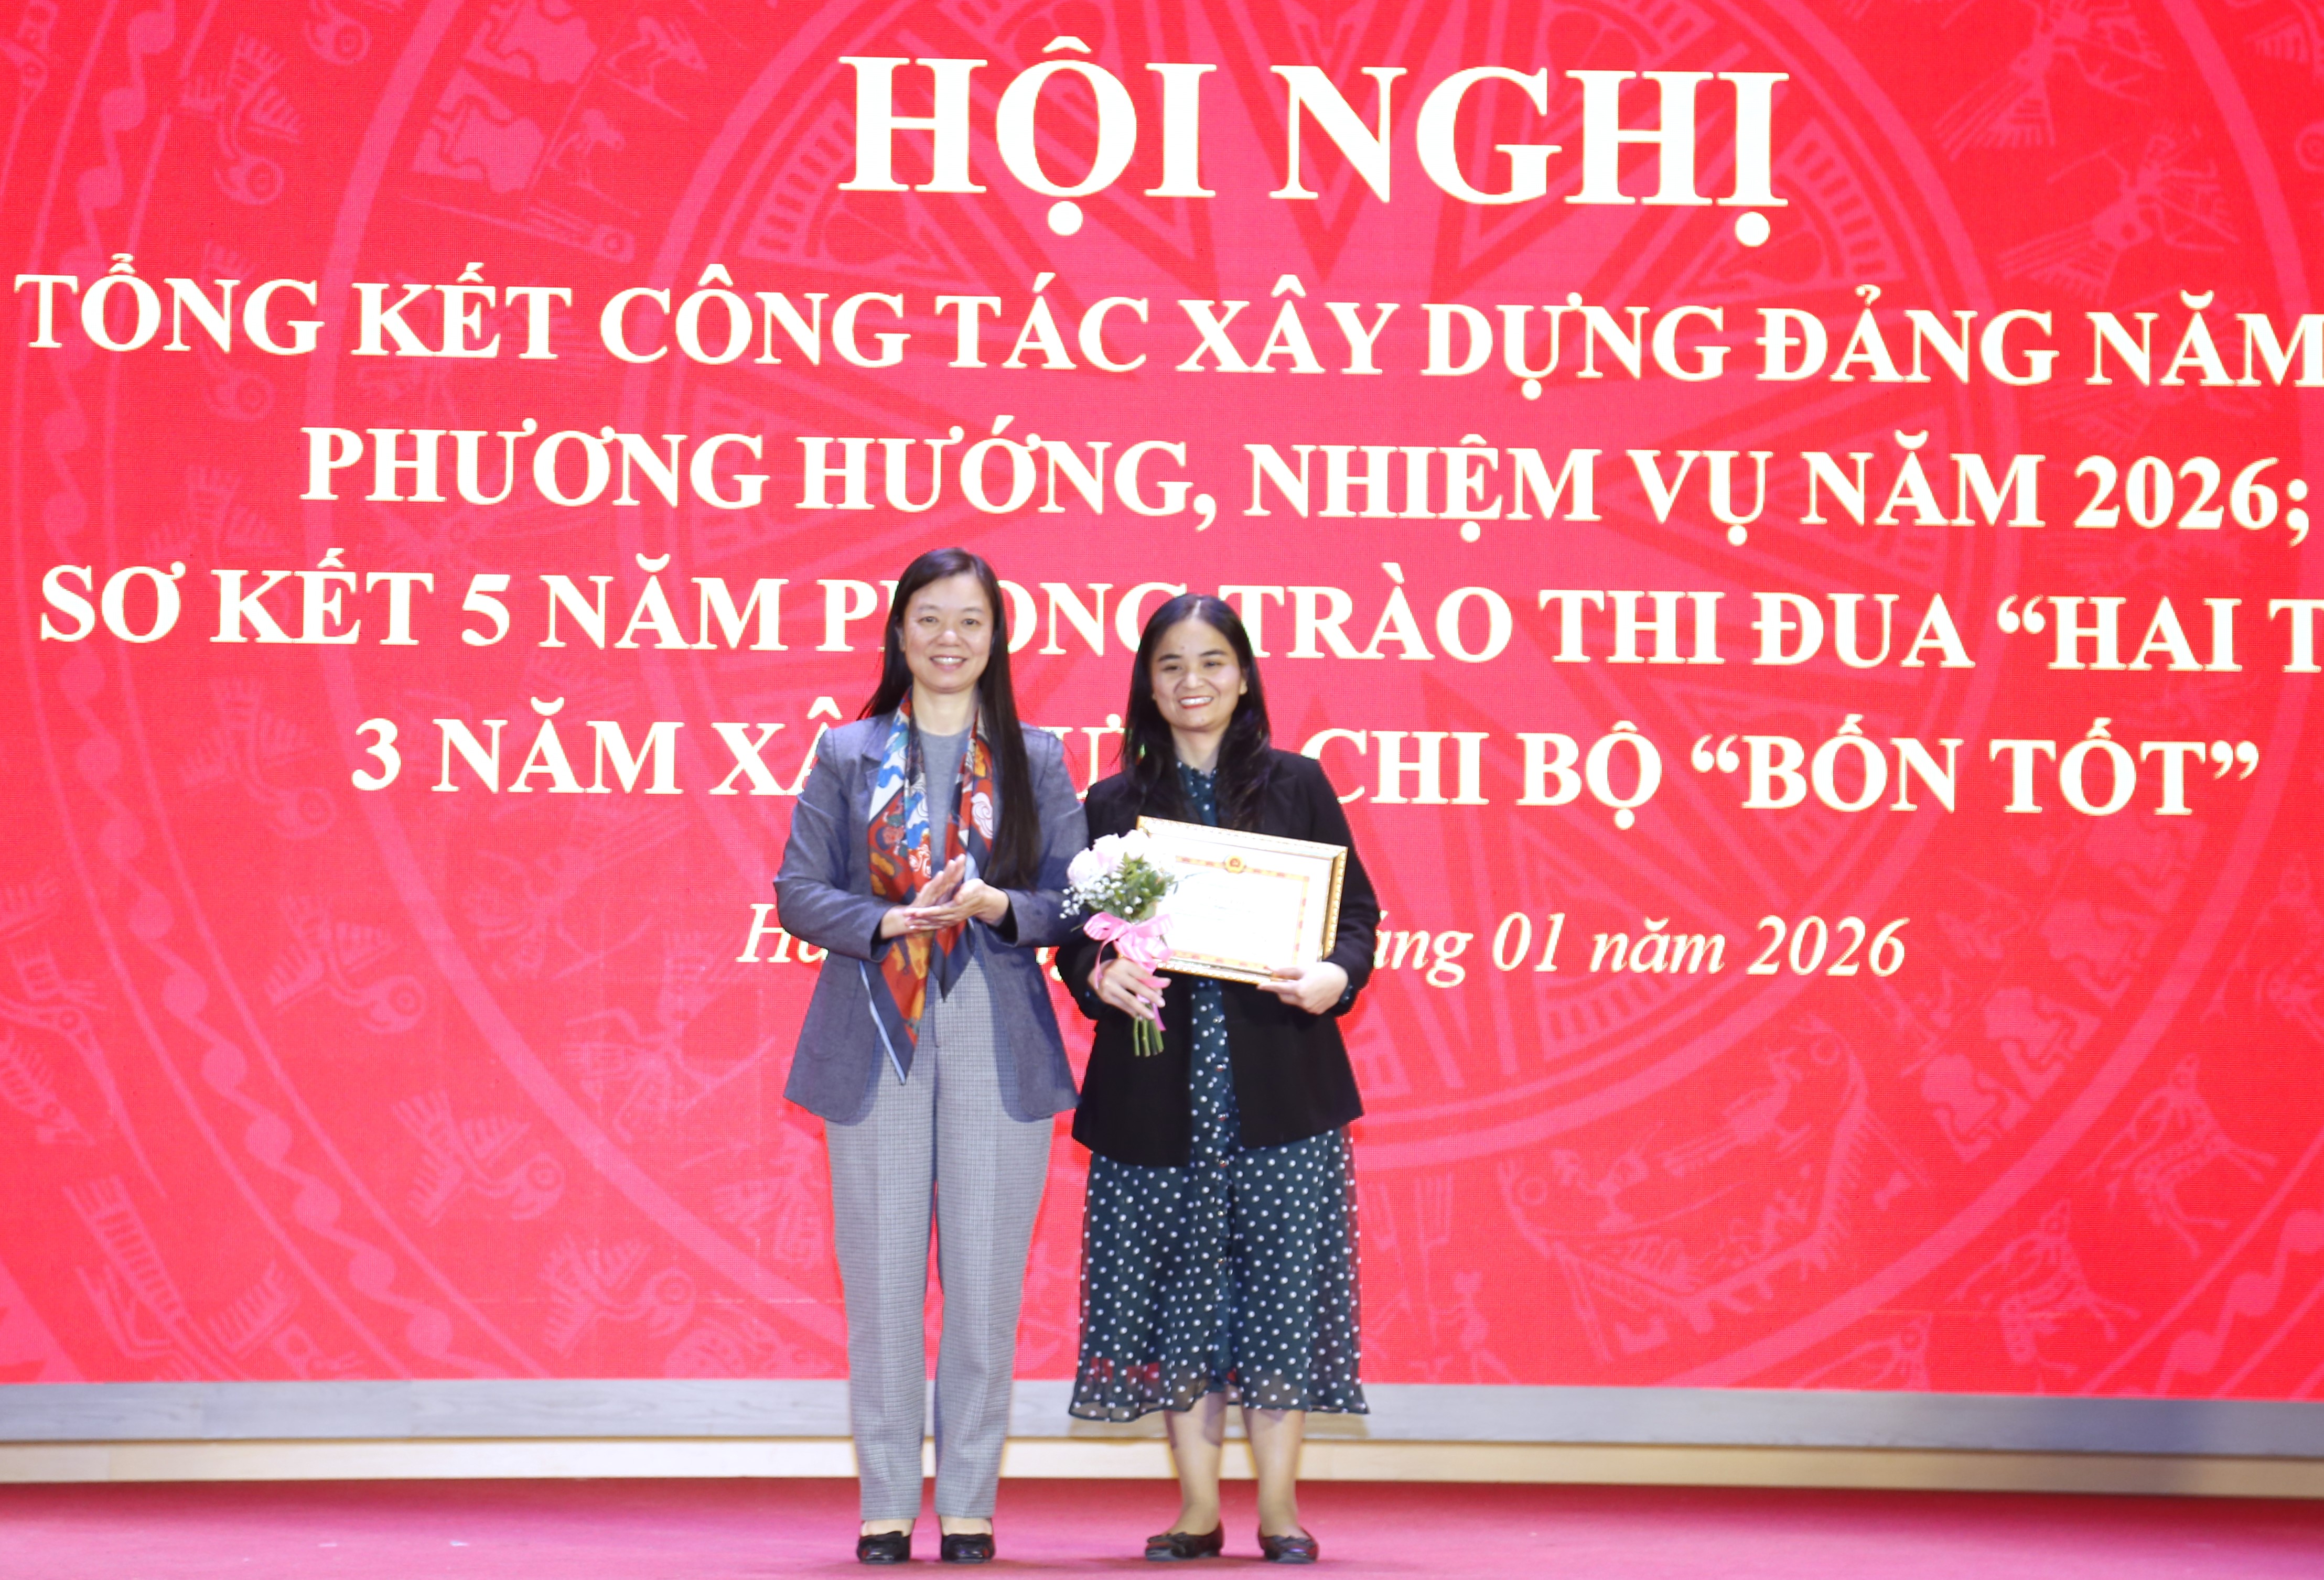 HỘI NGHỊ
TỔNG KẾT CÔNG TÁC XÂY DỰNG ĐẢNG NĂM
PHƯƠNG HƯỚNG, NHIỆM VỤ NĂM 2026;
SƠ KẾT 5 NĂM TRÀO THI ĐUA “HAI T
3 NĂM CHI BỘ “BỐN TỐT”
01 năm 2026